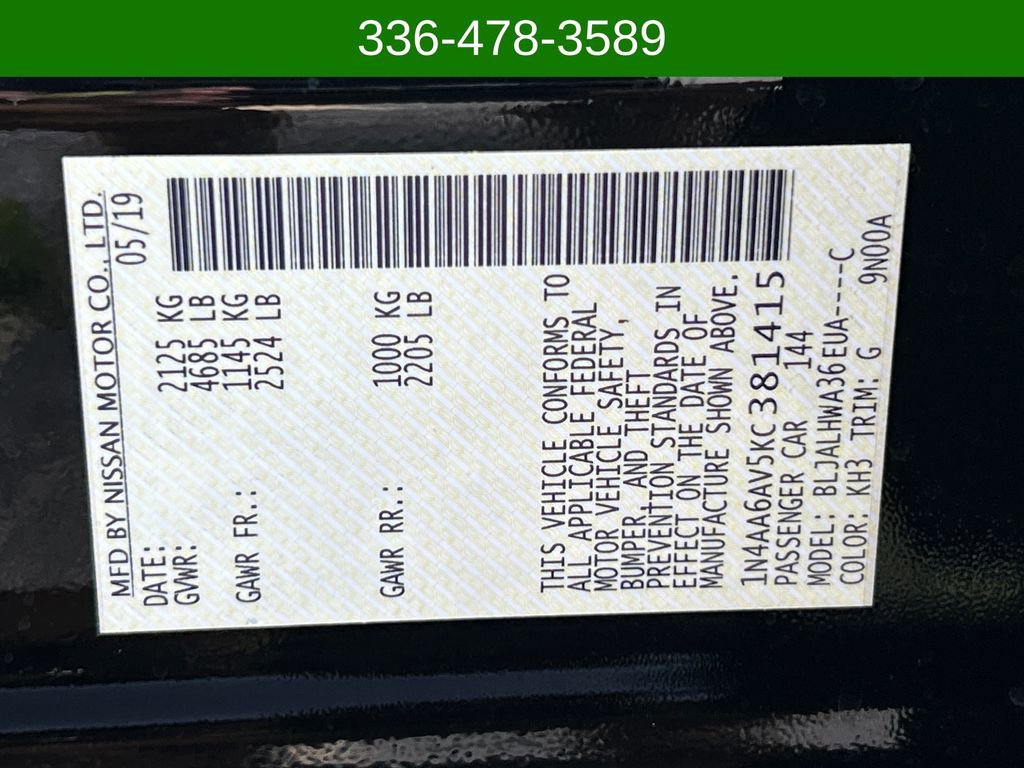 336-478-3589
MFD BY NISSAN MOTOR CO., LTD.
DATE: 05/19
GVWR: 2125 KG
4685 LB
GAWR FR.: 1145 KG
2524 LB
GAWR RR.: 1000 KG
2205 LB
THIS VEHICLE CONFORMS TO
ALL APPLICABLE FEDERAL
MOTOR VEHICLE SAFETY,
BUMPER, AND THEFT
PREVENTION STANDARDS IN
EFFECT ON THE DATE OF
MANUFACTURE SHOWN ABOVE.
1N4AA6AV5KC381415
PASSENGER CAR 144
MODEL: BLJALHWA36EUA----C
COLOR: KH3 TRIM: G 9N00A